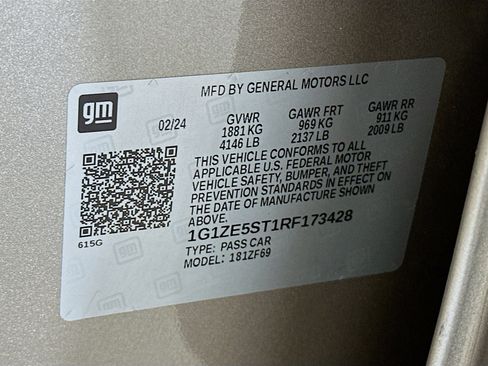 gm
MFD BY GENERAL MOTORS LLC
02/24 GVWR GAWR FRT GAWR RR
1881 KG 969 KG 911 KG
4146 LB 2137 LB 2009 LB
THIS VEHICLE CONFORMS TO ALL
APPLICABLE U.S. FEDERAL MOTOR
VEHICLE SAFETY, BUMPER, AND THEFT
PREVENTION STANDARDS IN EFFECT ON
THE DATE OF MANUFACTURE SHOWN
ABOVE.
615G
1G1ZE5ST1RF173428
TYPE: PASS CAR
MODEL: 181ZF69